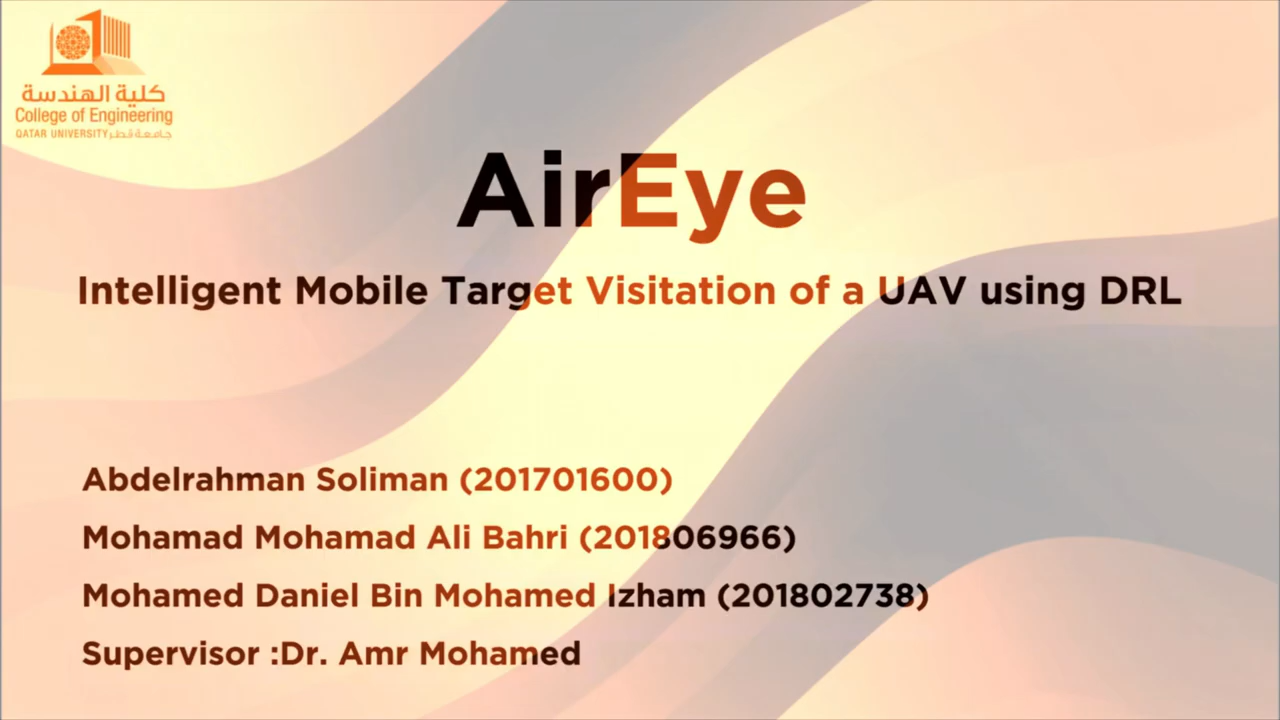 كلية الهندسة
College of Engineering
QATAR UNIVERSITY جامعة قطر
AirEye
Intelligent Mobile Target Visitation of a UAV using DRL
Abdelrahman Soliman (201701600)
Mohamad Mohamad Ali Bahri (201806966)
Mohamed Daniel Bin Mohamed Izham (201802738)
Supervisor :Dr. Amr Mohamed